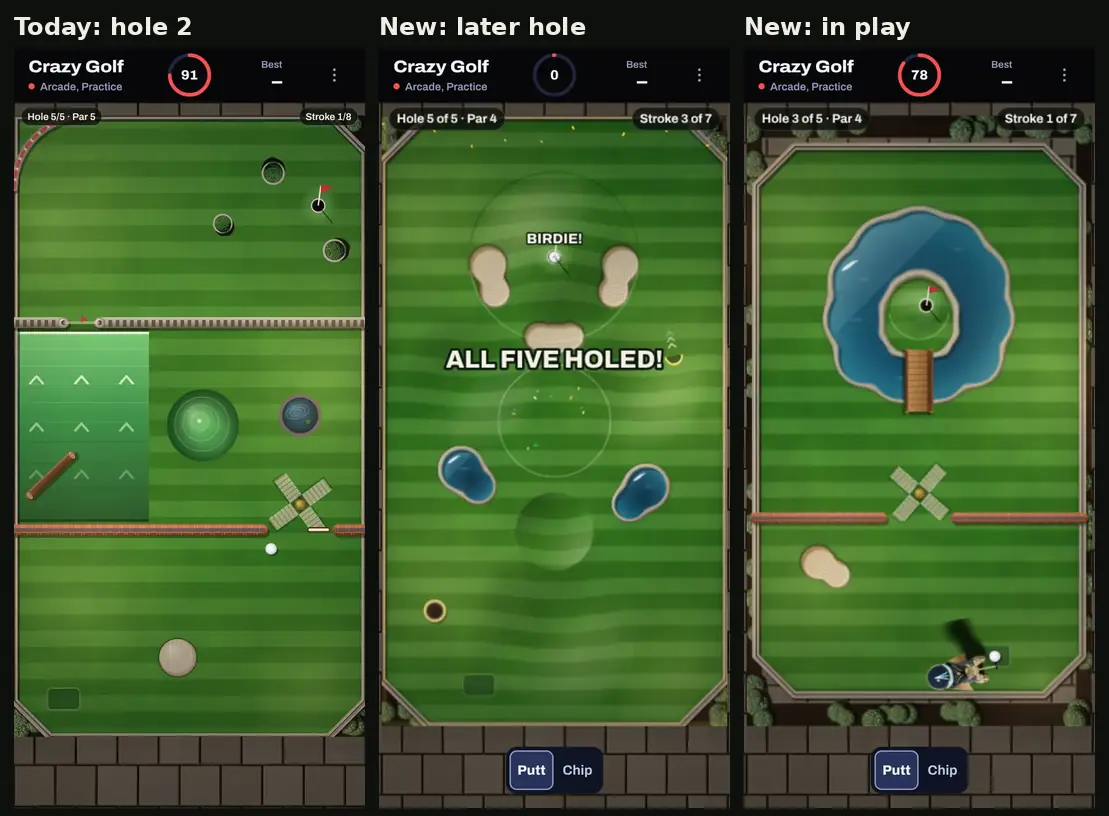 Today: hole 2
New: later hole
New: in play
Crazy Golf
Arcade, Practice
91
Best
–
Hole 5/5 · Par 5
Stroke 1/8
Crazy Golf
Arcade, Practice
0
Best
–
Hole 5 of 5 · Par 4
Stroke 3 of 7
BIRDIE!
ALL FIVE HOLED!
Putt
Chip
Crazy Golf
Arcade, Practice
78
Best
–
Hole 3 of 5 · Par 4
Stroke 1 of 7
Putt
Chip